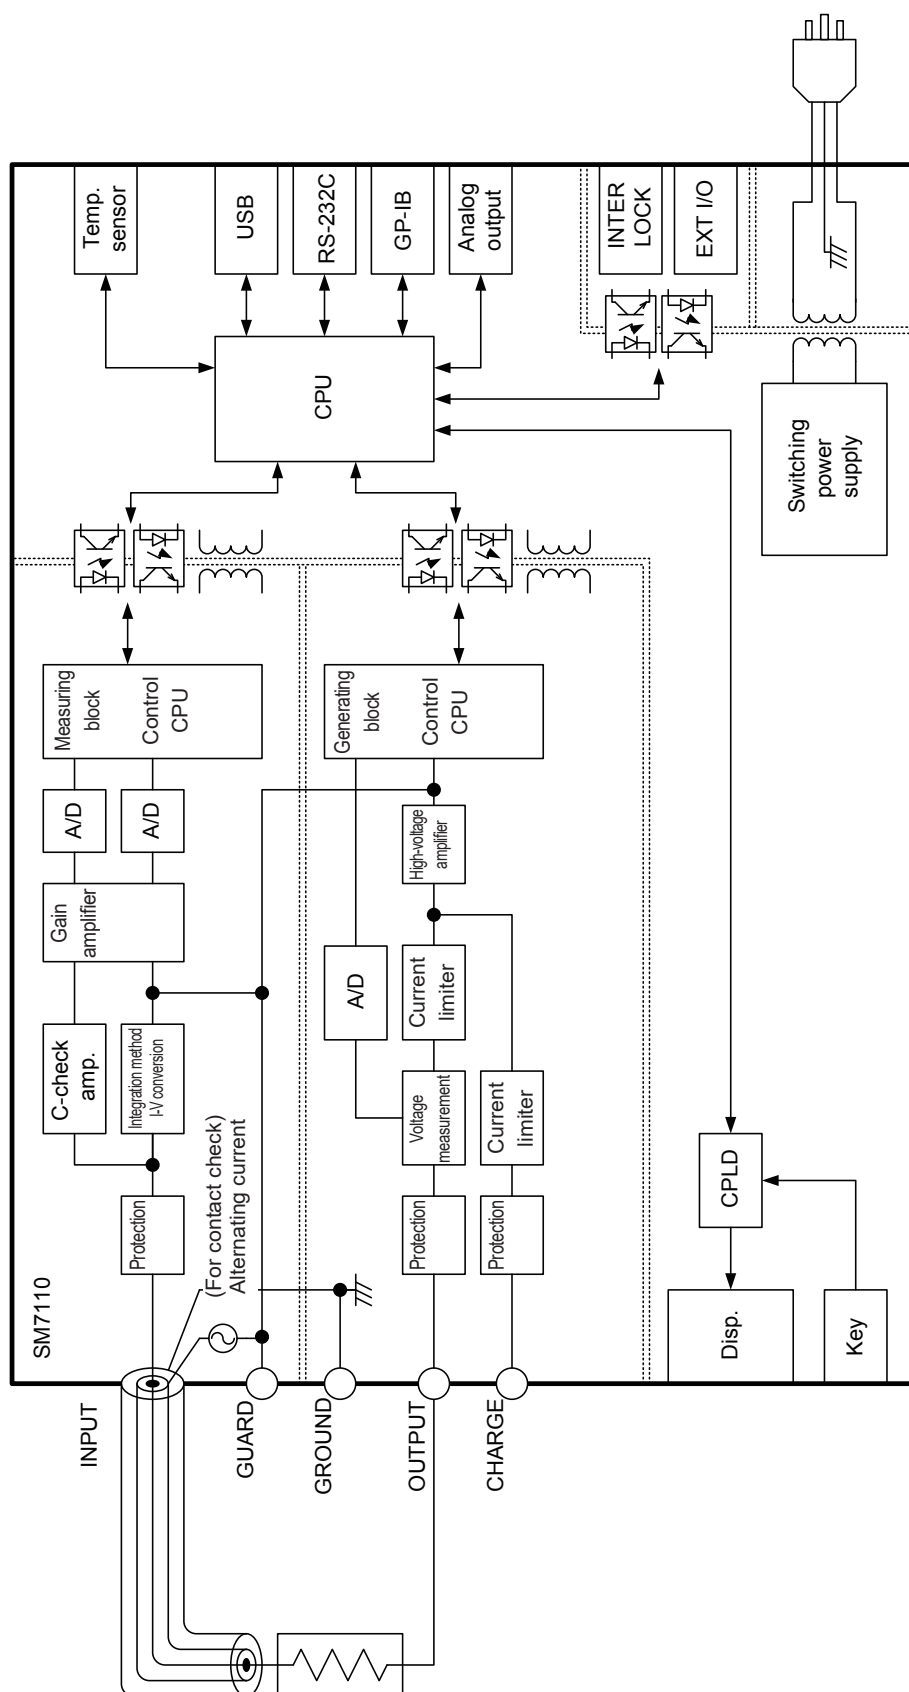 SM7110
INPUT
GUARD
GROUND
OUTPUT
CHARGE
Protection
(For contact check)
Alternating current
C-check
amp.
Integration method
I-V conversion
Gain
amplifier
A/D
A/D
Measuring
block
Control
CPU
Temp.
sensor
USB
RS-232C
GP-IB
Analog
output
CPU
Protection
Voltage
measurement
Current
limiter
High-voltage
amplifier
A/D
Generating
block
Control
CPU
Protection
Current
limiter
INTER
LOCK
EXT I/O
Disp.
CPLD
Key
Switching
power
supply